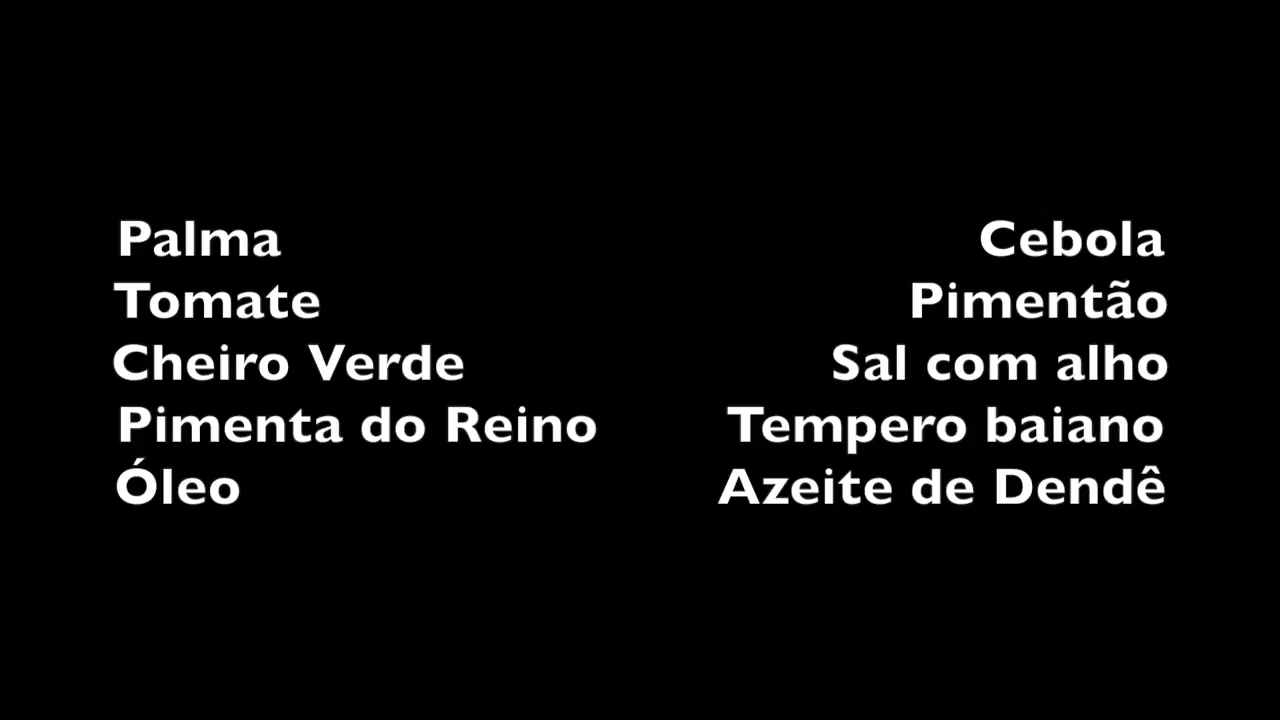 Palma
Tomate
Cheiro Verde
Pimenta do Reino
Óleo
Cebola
Pimentão
Sal com alho
Tempero baiano
Azeite de Dendê